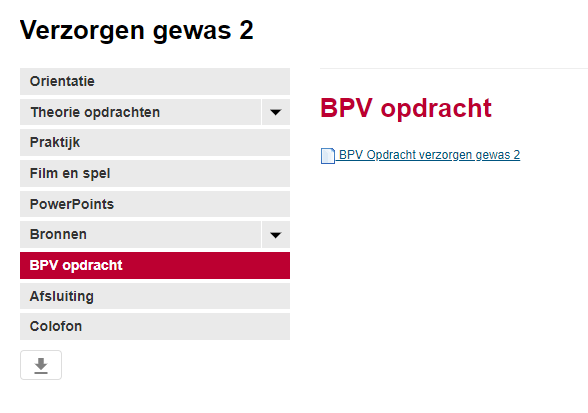 Verzorgen gewas 2
Orientatie
Theorie opdrachten
Praktijk
Film en spel
PowerPoints
Bronnen
BPV opdracht
Afsluiting
Colofon
BPV opdracht
BPV Opdracht verzorgen gewas 2